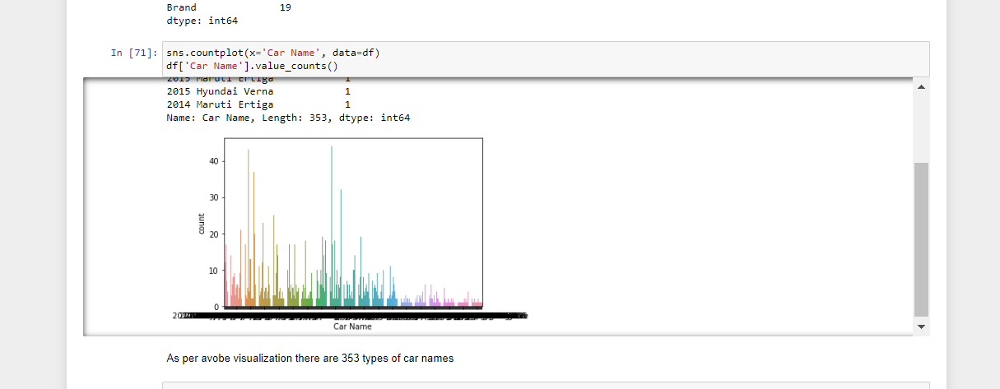 Brand 19
dtype: int64
In [71]: sns.countplot(x='Car Name', data=df)
df['Car Name'].value_counts()
2015 Maruti Ertiga 1
2015 Hyundai Verna 1
2014 Maruti Ertiga 1
Name: Car Name, Length: 353, dtype: int64
40
30
20
10
0
count
Car Name
As per avobe visualization there are 353 types of car names